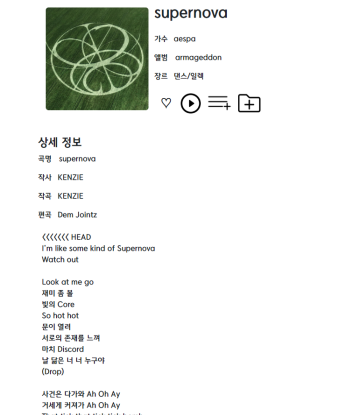 supernova
가수 aespa
앨범 armageddon
장르 댄스/일렉
상세 정보
곡명 supernova
작사 KENZIE
작곡 KENZIE
편곡 Dem Jointz
<<<<<<< HEAD
I'm like some kind of Supernova
Watch out
Look at me go
재미 좀 볼
빛의 Core
So hot hot
문이 열려
서로의 존재를 느껴
마치 Discord
날 닮은 너 너 누구야
(Drop)
사건은 다가와 Ah Oh Ay
거세게 커져가 Ah Oh Ay